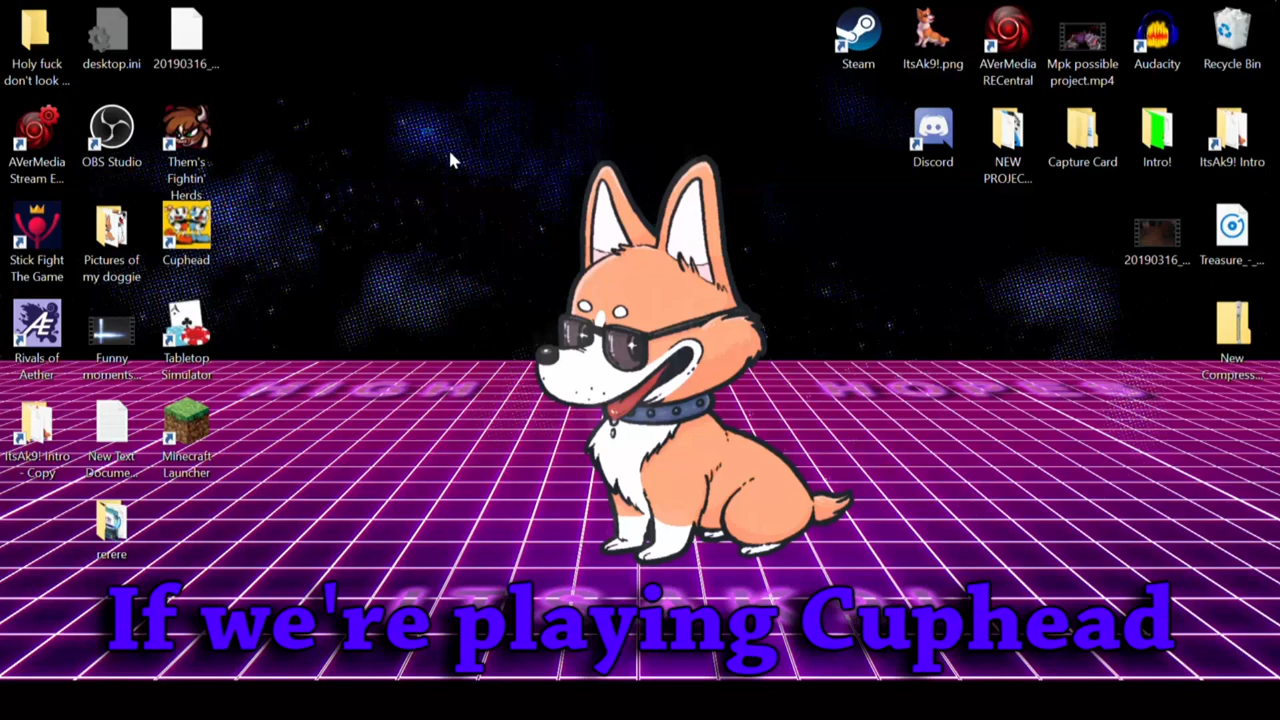 Holy fuck
don't look ...
desktop.ini
20190316_...
Steam
ItsAk9!.png
AVerMedia
RECentral
Mpk possible
project.mp4
Audacity
Recycle Bin
AVerMedia
Stream E...
OBS Studio
Them's
Fightin'
Herds
Discord
NEW
PROJEC...
Capture Card
Intro!
ItsAk9! Intro
Stick Fight
The Game
Pictures of
my doggie
Cuphead
20190316_...
Treasure_-_...
Rivals of
Aether
Funny
moments...
Tabletop
Simulator
New
Compress...
HIGH HOPES
ItsAk9! Intro
- Copy
New Text
Docume...
Minecraft
Launcher
rerere
If we're playing Cuphead